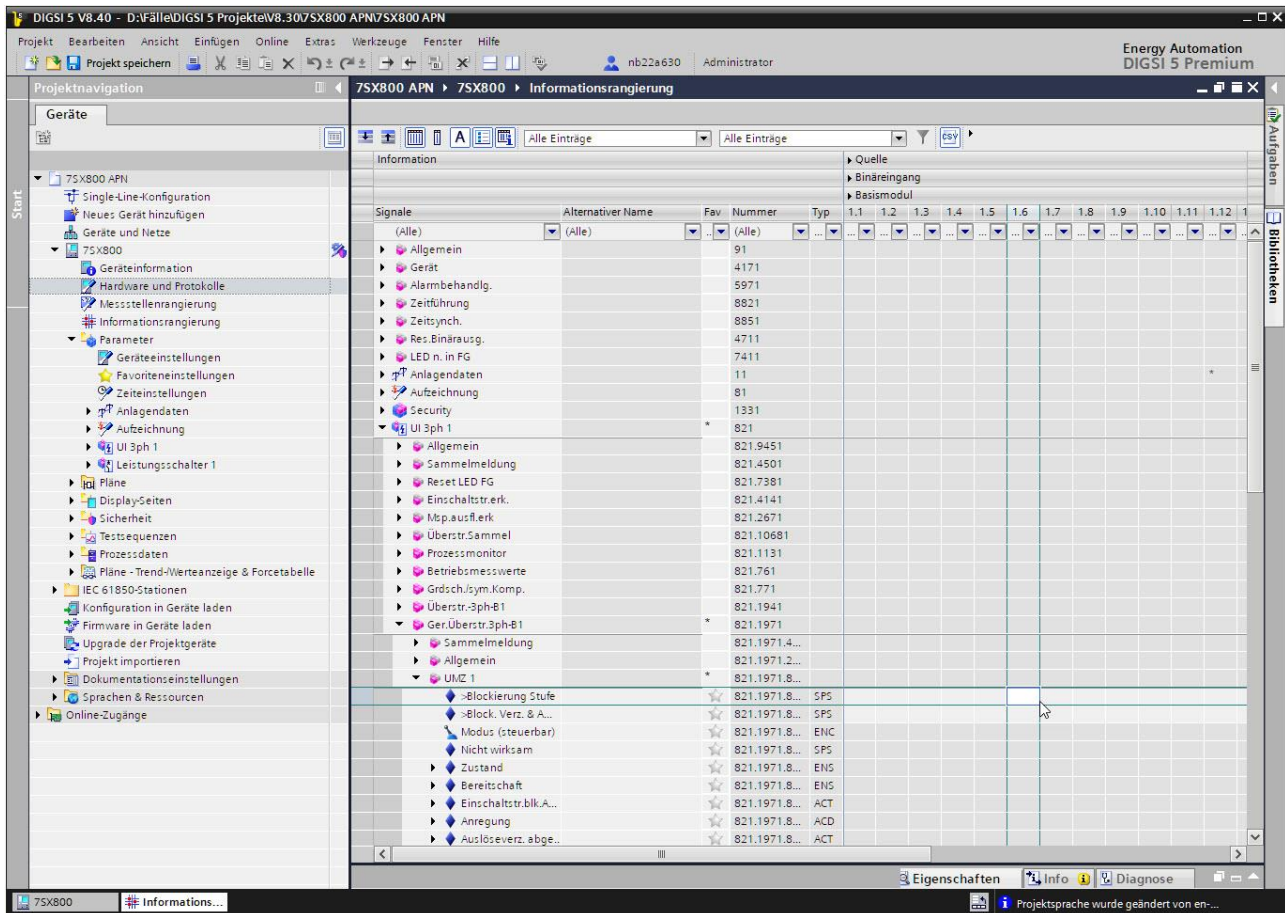 DIGSI 5 V8.40 - D:\Fälle\DIGSI 5 Projekte\V8.30\7SX800 APN\7SX800 APN
Projekt Bearbeiten Ansicht Einfügen Online Extras Werkzeuge Fenster Hilfe
Projekt speichern nb22a630 Administrator
Energy Automation
DIGSI 5 Premium
Projektnavigation
7SX800 APN 7SX800 Informationsrangierung
Start
Geräte
7SX800 APN
Single-Line-Konfiguration
Neues Gerät hinzufügen
Geräte und Netze
7SX800
Geräteinformation
Hardware und Protokolle
Messstellenrangierung
Informationsrangierung
Parameter
Geräteeinstellungen
Favoriteneinstellungen
Zeiteinstellungen
Anlagendaten
Aufzeichnung
UI 3ph 1
Leistungsschalter 1
Pläne
Display-Seiten
Sicherheit
Testsequenzen
Prozessdaten
Pläne - Trend-/Werteanzeige & Forcetabelle
IEC 61850-Stationen
Konfiguration in Geräte laden
Firmware in Geräte laden
Upgrade der Projektgeräte
Projekt importieren
Dokumentationseinstellungen
Sprachen & Ressourcen
Online-Zugänge
A Alle Einträge Alle Einträge csv
Information Quelle
Binäreingang
Basismodul
Signale Alternativer Name Fav Nummer Typ 1.1 1.2 1.3 1.4 1.5 1.6 1.7 1.8 1.9 1.10 1.11 1.12 1
(Alle) (Alle) ... (Alle) ... ... ... ... ... ... ... ... ... ... ... ... ...
Allgemein 91
Gerät 4171
Alarmbehandlg. 5971
Zeitführung 8821
Zeitsynch. 8851
Res.Binärausg. 4711
LED n. in FG 7411
Anlagendaten 11 *
Aufzeichnung 81
Security 1331
UI 3ph 1 * 821
Allgemein 821.9451
Sammelmeldung 821.4501
Reset LED FG 821.7381
Einschaltstr.erk. 821.4141
Msp.ausfl.erk 821.2671
Überstr.Sammel 821.10681
Prozessmonitor 821.1131
Betriebsmesswerte 821.761
Grdsch./sym.Komp. 821.771
Überstr.-3ph-B1 821.1941
Ger.Überstr.3ph-B1 * 821.1971
Sammelmeldung 821.1971.4...
Allgemein 821.1971.2...
UMZ 1 * 821.1971.8...
>Blockierung Stufe 821.1971.8... SPS
>Block. Verz. & A... 821.1971.8... SPS
Modus (steuerbar) 821.1971.8... ENC
Nicht wirksam 821.1971.8... SPS
Zustand 821.1971.8... ENS
Bereitschaft 821.1971.8... ENS
Einschaltstr.blk.A... 821.1971.8... ACT
Anregung 821.1971.8... ACD
Auslöseverz. abge.. 821.1971.8... ACT
Aufgaben
Bibliotheken
Eigenschaften Info Diagnose
7SX800 Informations... Projektsprache wurde geändert von en-...